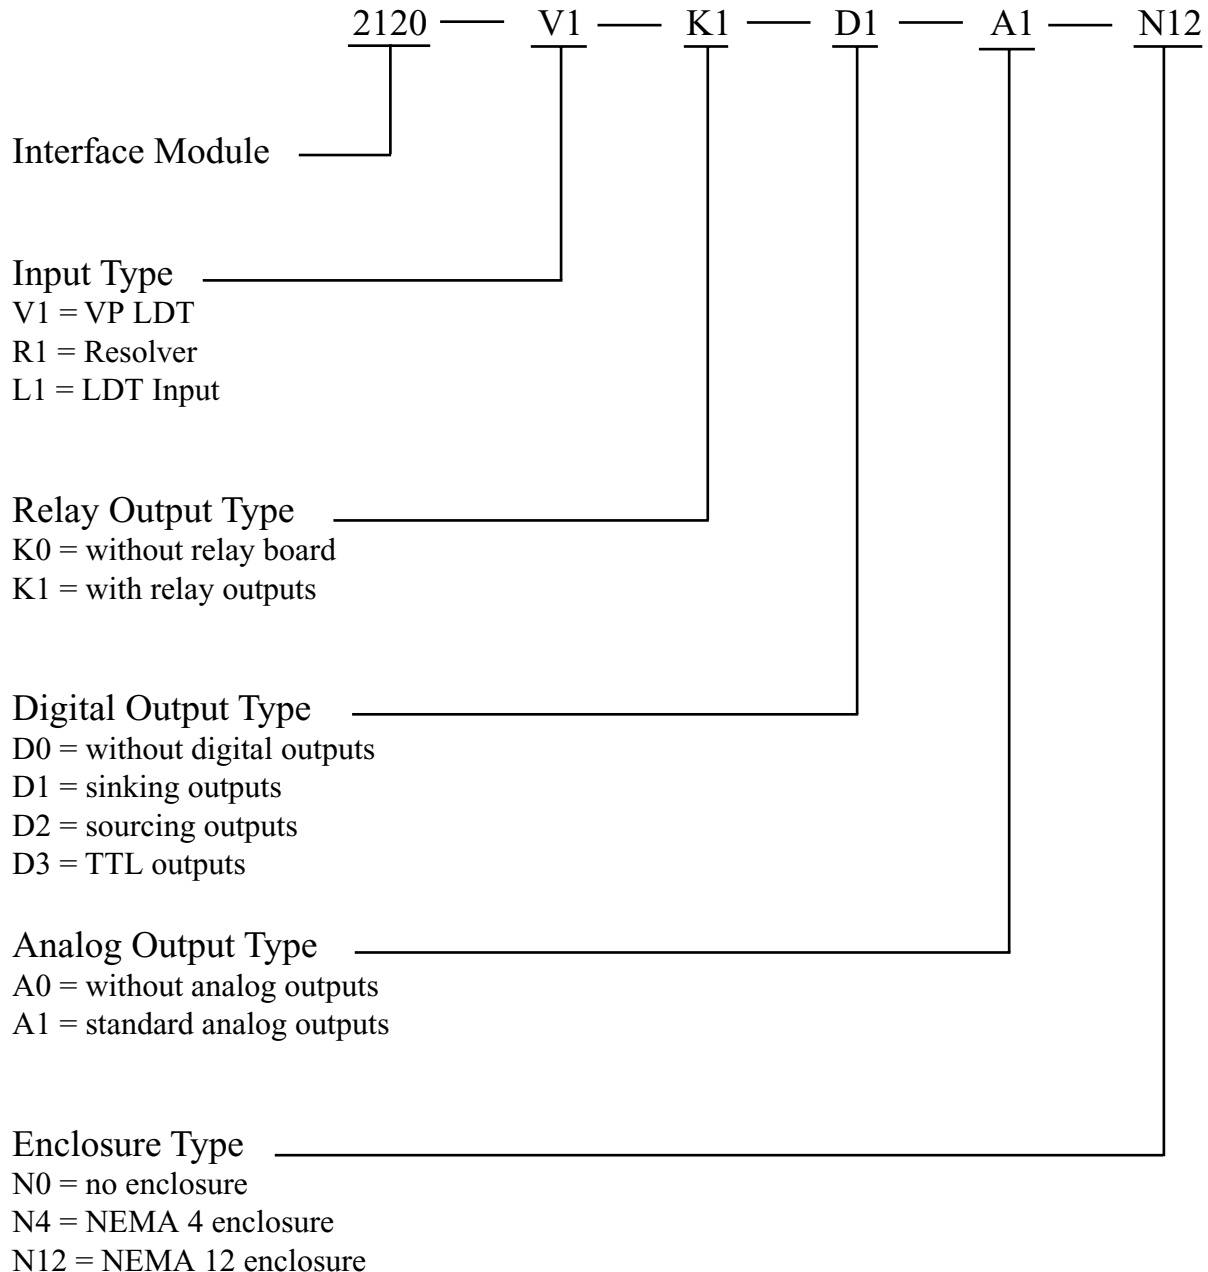 2120 — V1 — K1 — D1 — A1 — N12
Interface Module
Input Type
V1 = VP LDT
R1 = Resolver
L1 = LDT Input
Relay Output Type
K0 = without relay board
K1 = with relay outputs
Digital Output Type
D0 = without digital outputs
D1 = sinking outputs
D2 = sourcing outputs
D3 = TTL outputs
Analog Output Type
A0 = without analog outputs
A1 = standard analog outputs
Enclosure Type
N0 = no enclosure
N4 = NEMA 4 enclosure
N12 = NEMA 12 enclosure